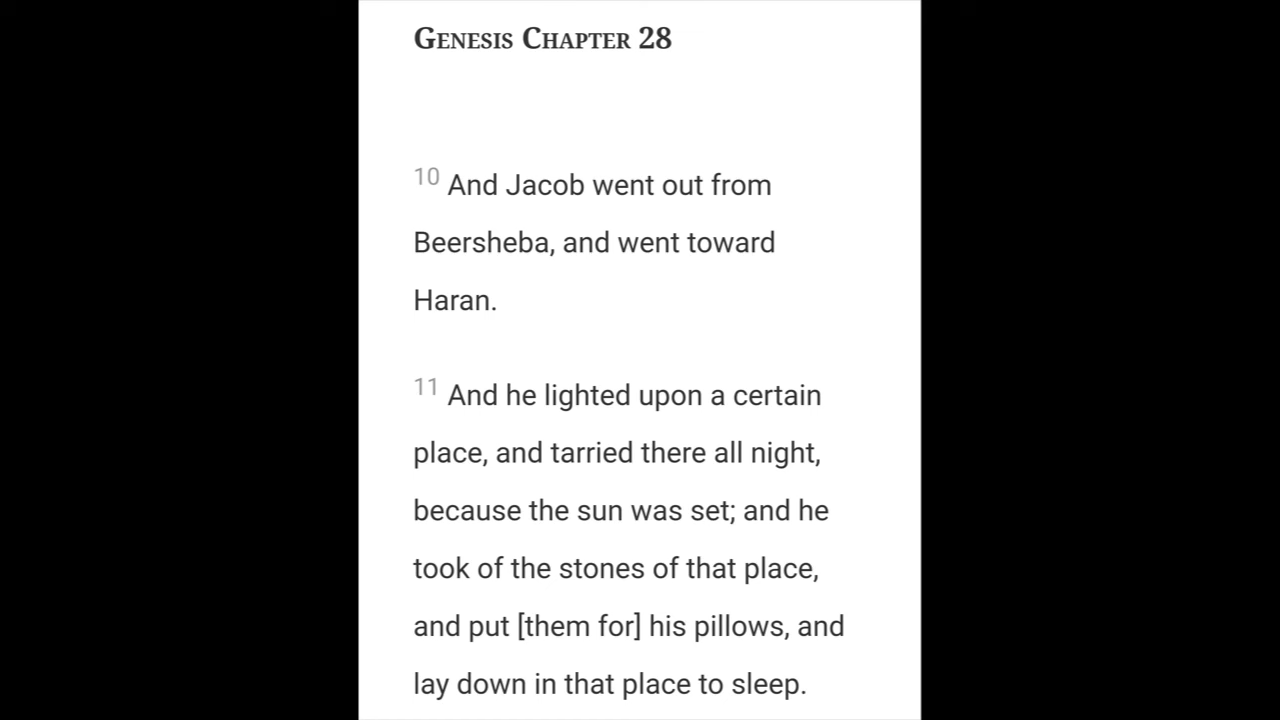 Genesis Chapter 28
10 And Jacob went out from
Beersheba, and went toward
Haran.
11 And he lighted upon a certain
place, and tarried there all night,
because the sun was set; and he
took of the stones of that place,
and put [them for] his pillows, and
lay down in that place to sleep.